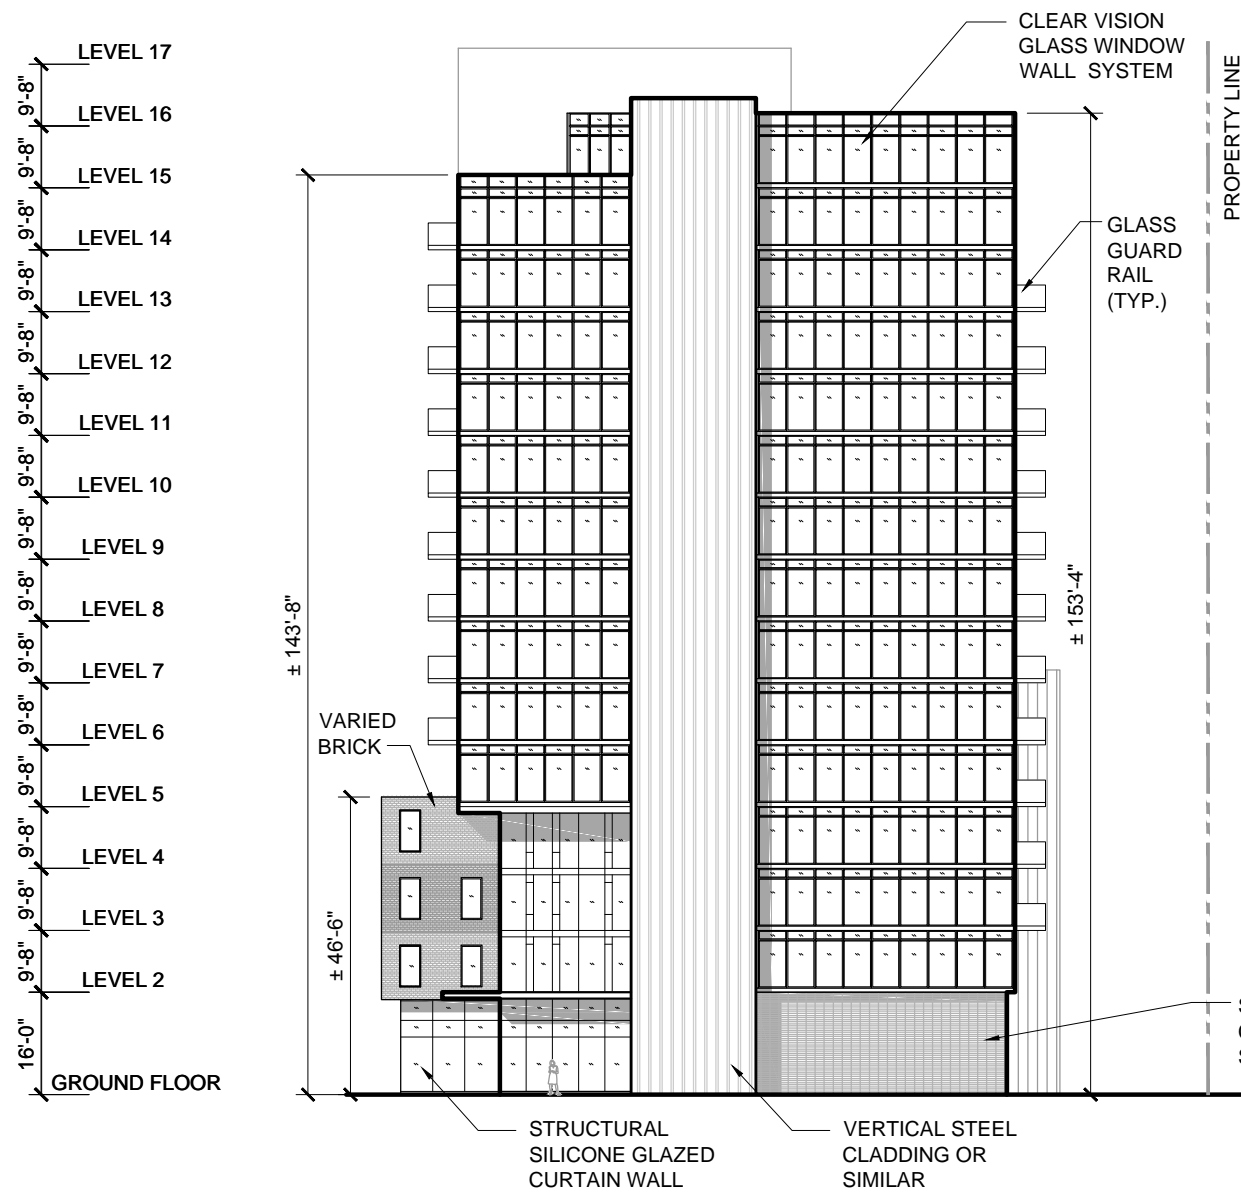 LEVEL 17
9'-8"
LEVEL 16
9'-8"
LEVEL 15
9'-8"
LEVEL 14
9'-8"
LEVEL 13
9'-8"
LEVEL 12
9'-8"
LEVEL 11
9'-8"
LEVEL 10
9'-8"
LEVEL 9
9'-8"
LEVEL 8
9'-8"
LEVEL 7
9'-8"
LEVEL 6
9'-8"
LEVEL 5
9'-8"
LEVEL 4
9'-8"
LEVEL 3
9'-8"
LEVEL 2
16'-0"
GROUND FLOOR
± 143'-8"
± 46'-6"
VARIED
BRICK
CLEAR VISION
GLASS WINDOW
WALL SYSTEM
GLASS
GUARD
RAIL
(TYP.)
± 153'-4"
PROPERTY LINE
STRUCTURAL
SILICONE GLAZED
CURTAIN WALL
VERTICAL STEEL
CLADDING OR
SIMILAR